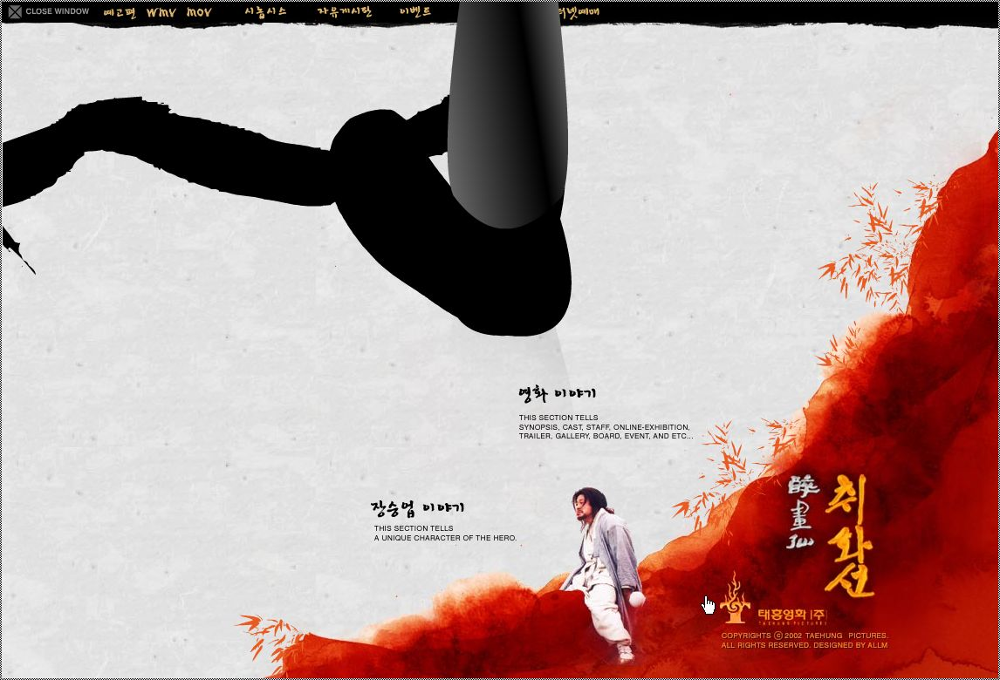 CLOSE WINDOW 예고편 WMV MOV 시놉시스 자유게시판 이벤트 터넷예매
영화 이야기
THIS SECTION TELLS
SYNOPSIS, CAST, STAFF, ONLINE-EXHIBITION,
TRAILER, GALLERY, BOARD, EVENT, AND ETC...
장승업 이야기
THIS SECTION TELLS
A UNIQUE CHARACTER OF THE HERO.
醉畫仙
취화선
태흥영화(주)
TAEHUNG PICTURES
COPYRIGHTS ⓒ 2002 TAEHUNG PICTURES.
ALL RIGHTS RESERVED. DESIGNED BY ALLM